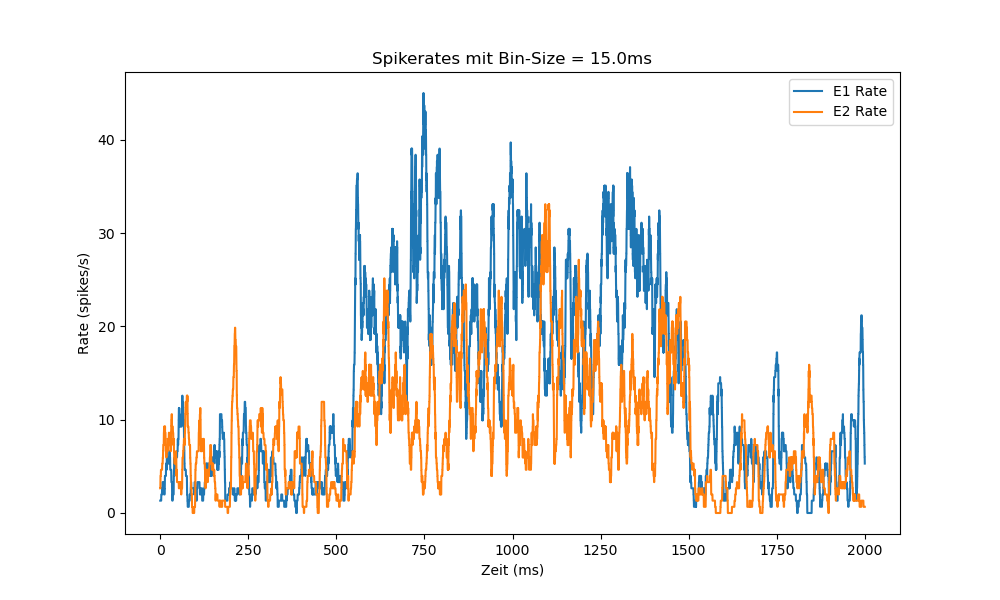 Spikerates mit Bin-Size = 15.0ms
E1 Rate
E2 Rate
Rate (spikes/s)
40
30
20
10
0
0 250 500 750 1000 1250 1500 1750 2000
Zeit (ms)